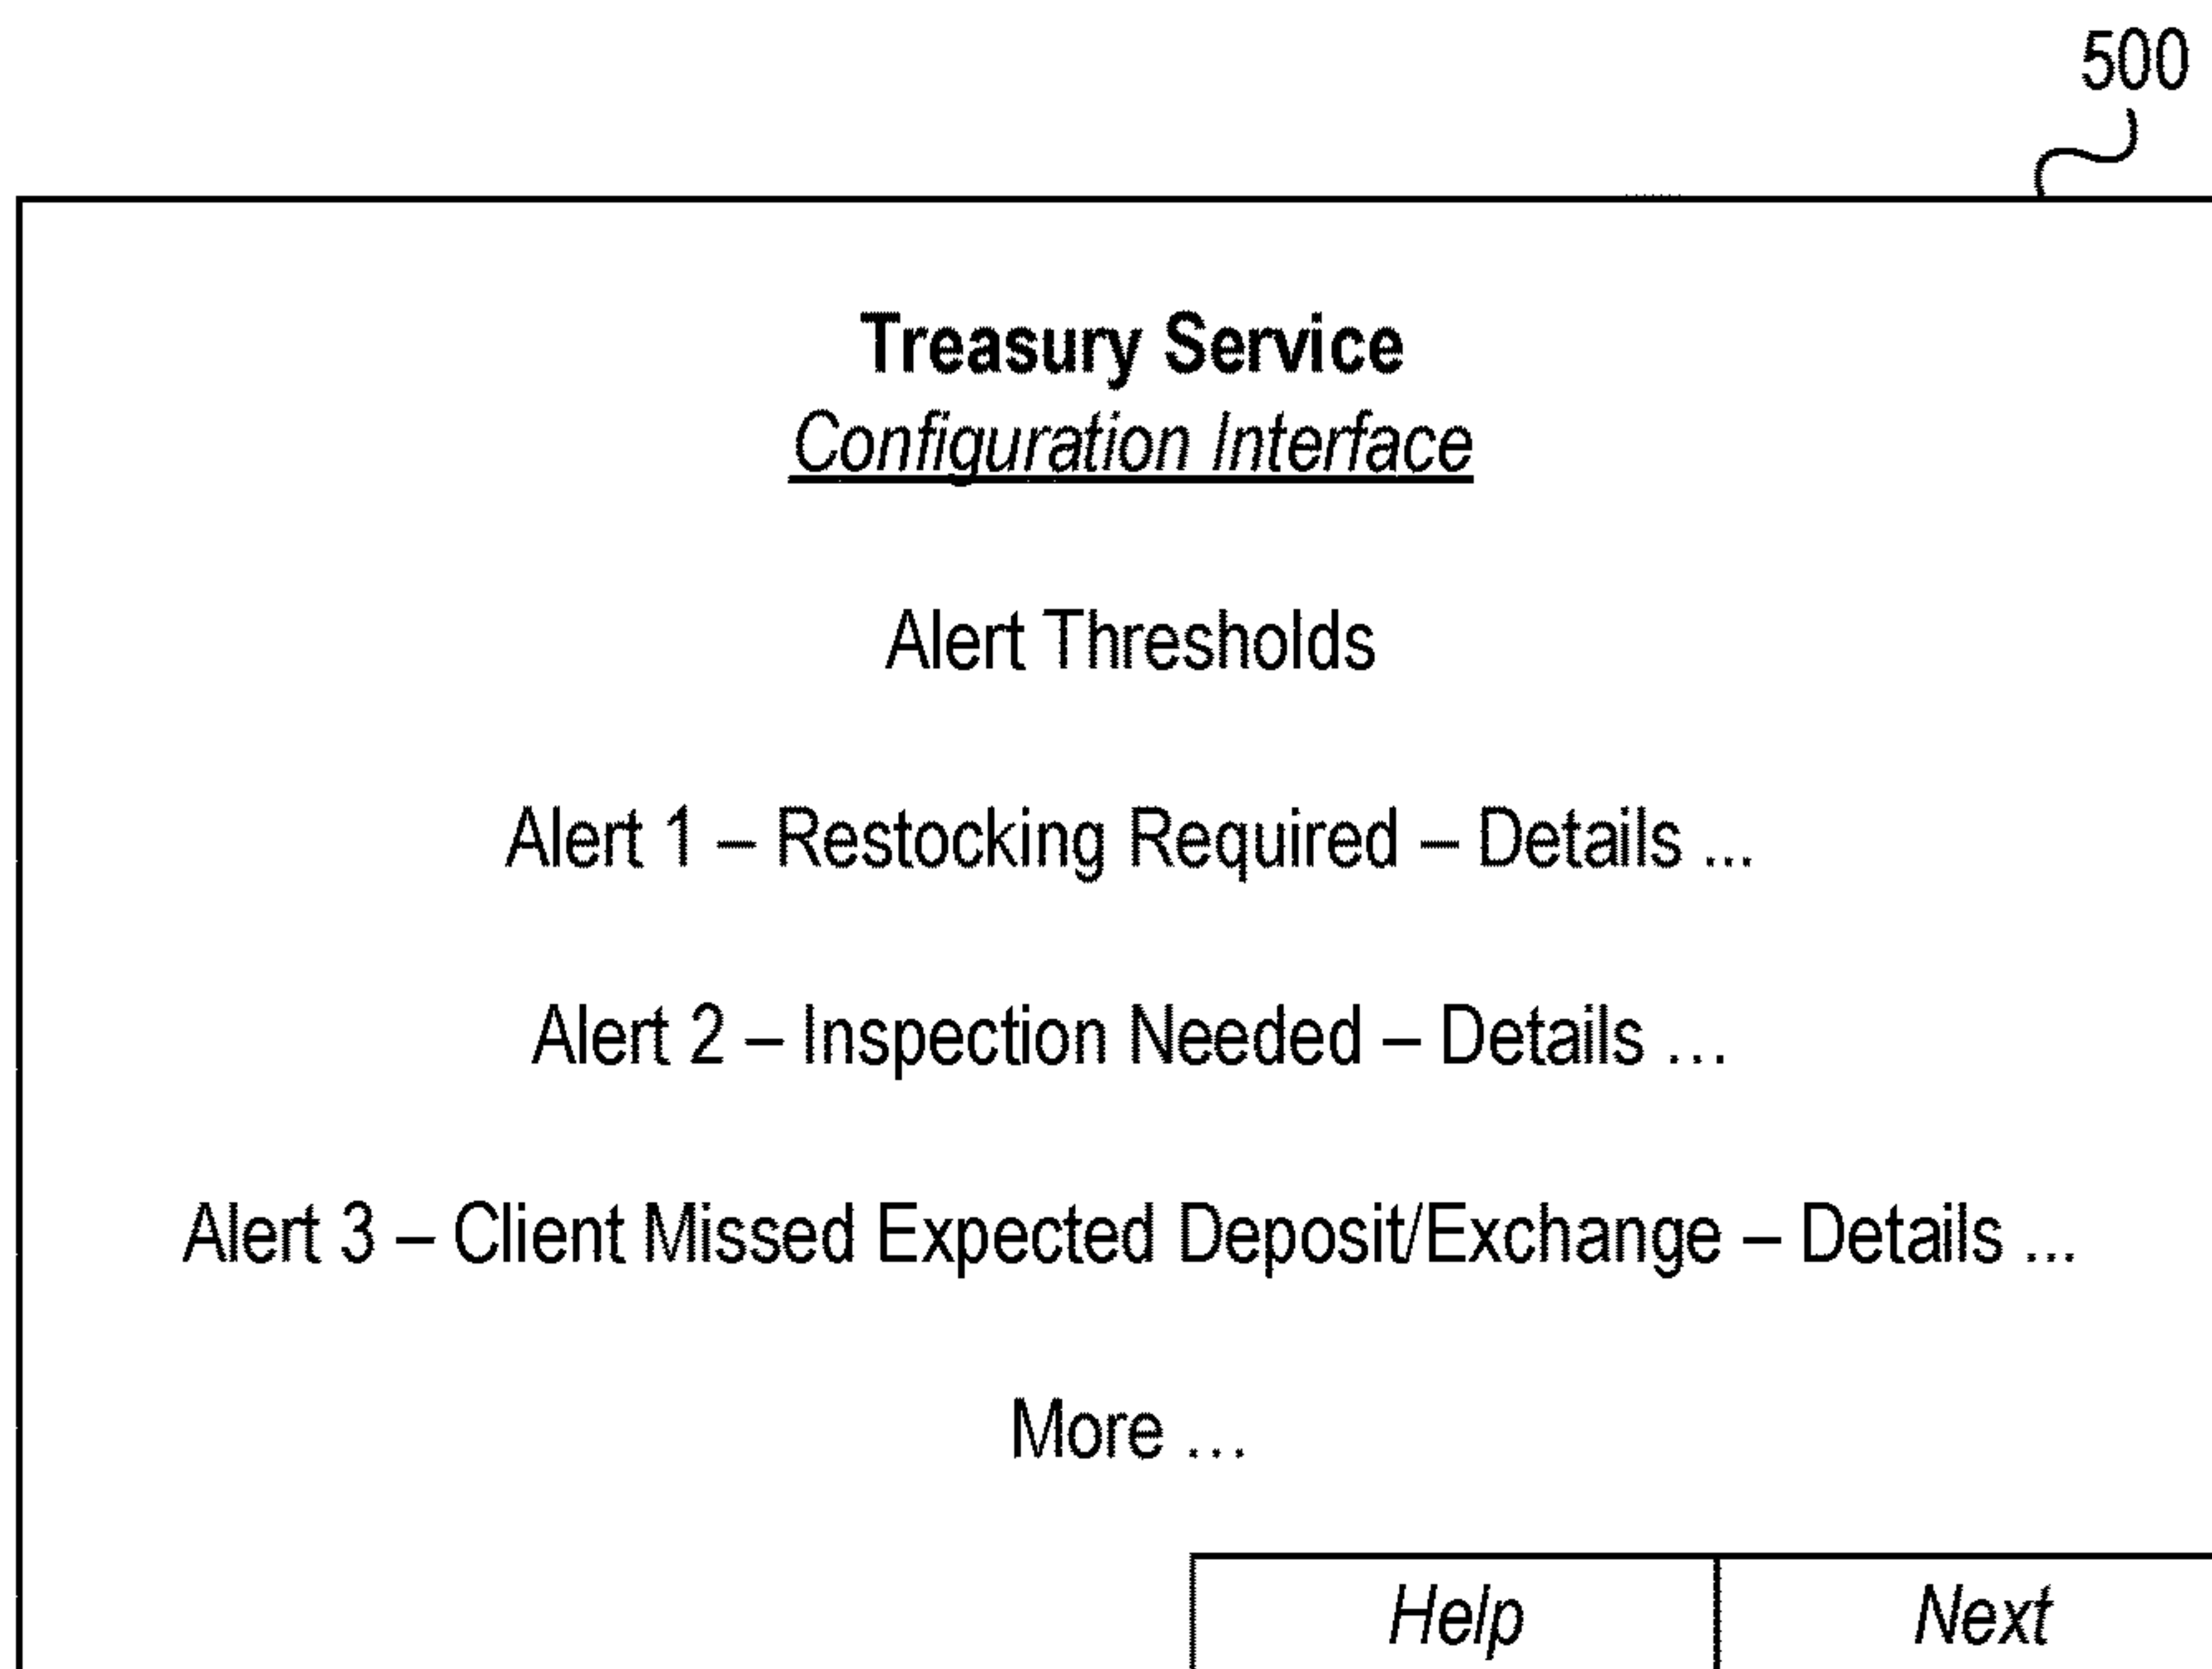 500
Treasury Service
Configuration Interface
Alert Thresholds
Alert 1 – Restocking Required – Details ...
Alert 2 – Inspection Needed – Details ...
Alert 3 – Client Missed Expected Deposit/Exchange – Details ...
More ...
Help Next